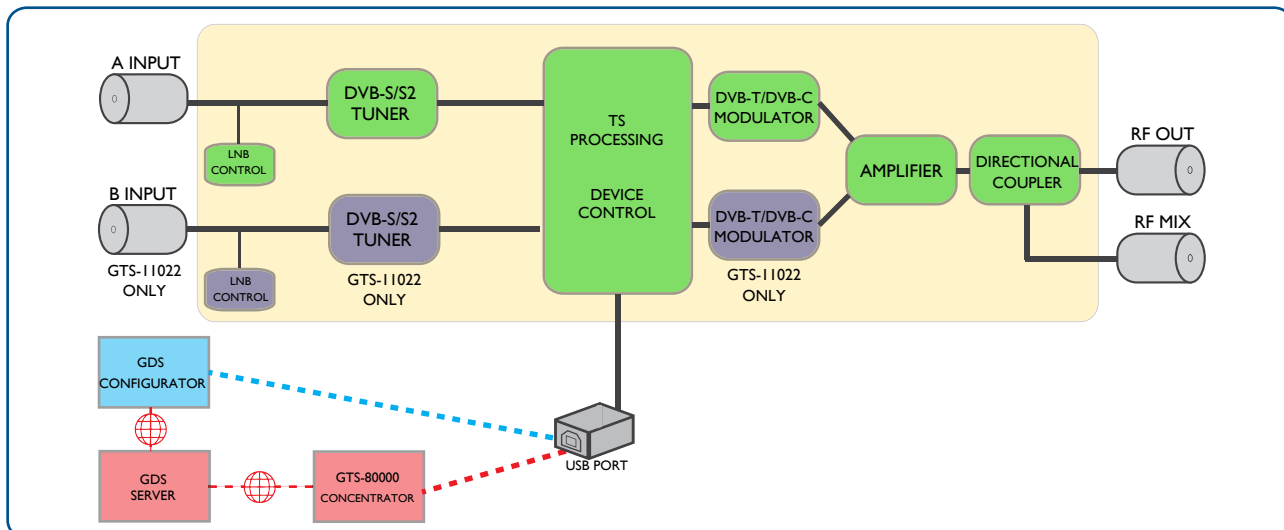 A INPUT
LNB
CONTROL
DVB-S/S2
TUNER
B INPUT
GTS-11022
ONLY
LNB
CONTROL
DVB-S/S2
TUNER
GTS-11022
ONLY
TS
PROCESSING
DEVICE
CONTROL
DVB-T/DVB-C
MODULATOR
DVB-T/DVB-C
MODULATOR
GTS-11022
ONLY
AMPLIFIER
DIRECTIONAL
COUPLER
RF OUT
RF MIX
GDS
CONFIGURATOR
GDS
SERVER
GTS-80000
CONCENTRATOR
USB PORT